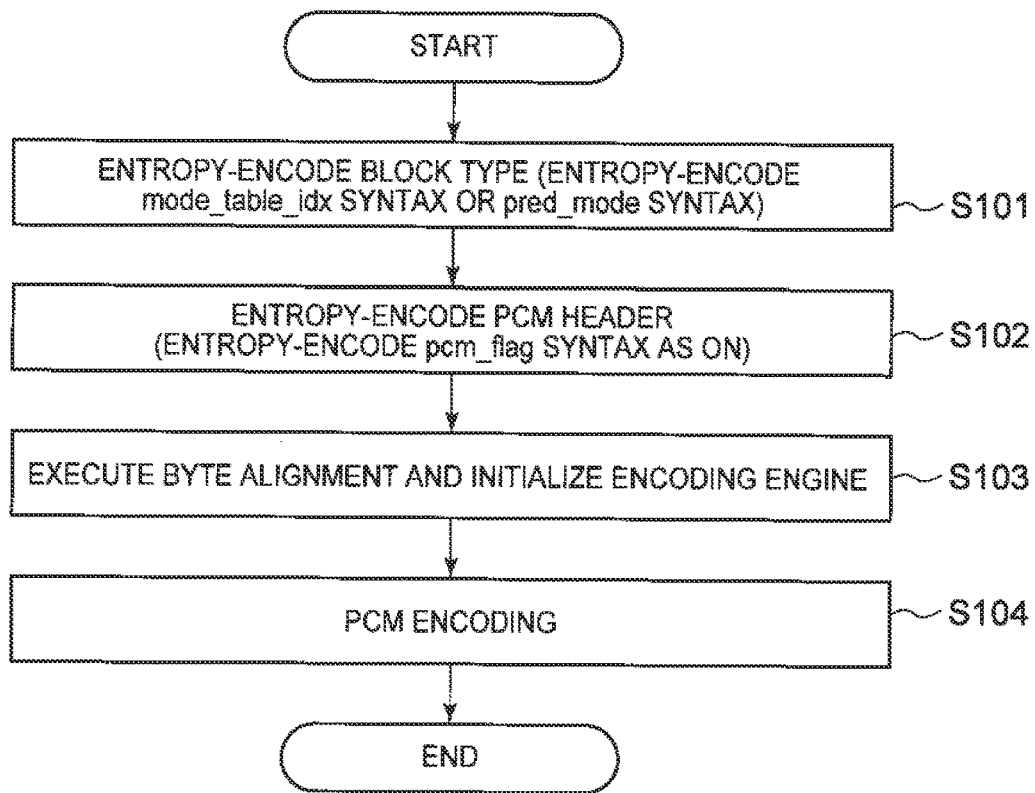 START
ENTROPY-ENCODE BLOCK TYPE (ENTROPY-ENCODE
mode_table_idx SYNTAX OR pred_mode SYNTAX)
S101
ENTROPY-ENCODE PCM HEADER
(ENTROPY-ENCODE pcm_flag SYNTAX AS ON)
S102
EXECUTE BYTE ALIGNMENT AND INITIALIZE ENCODING ENGINE
S103
PCM ENCODING
S104
END